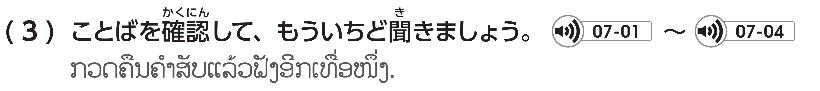 (3) ことばを確認して、もういちど聞きましょう。 07-01 ～ 07-04
ກວດຄືນຄຳສັບແລ້ວຟັງອີກເທື່ອໜຶ່ງ.